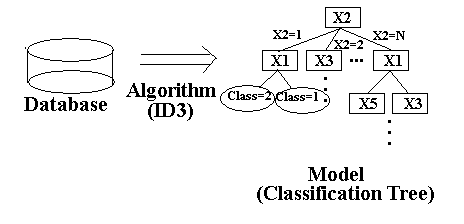 X2
X2=1
X2=2
X2=N
X1
X3
...
X1
Class=2
Class=1
X5
X3
Database
Algorithm
(ID3)
Model
(Classification Tree)